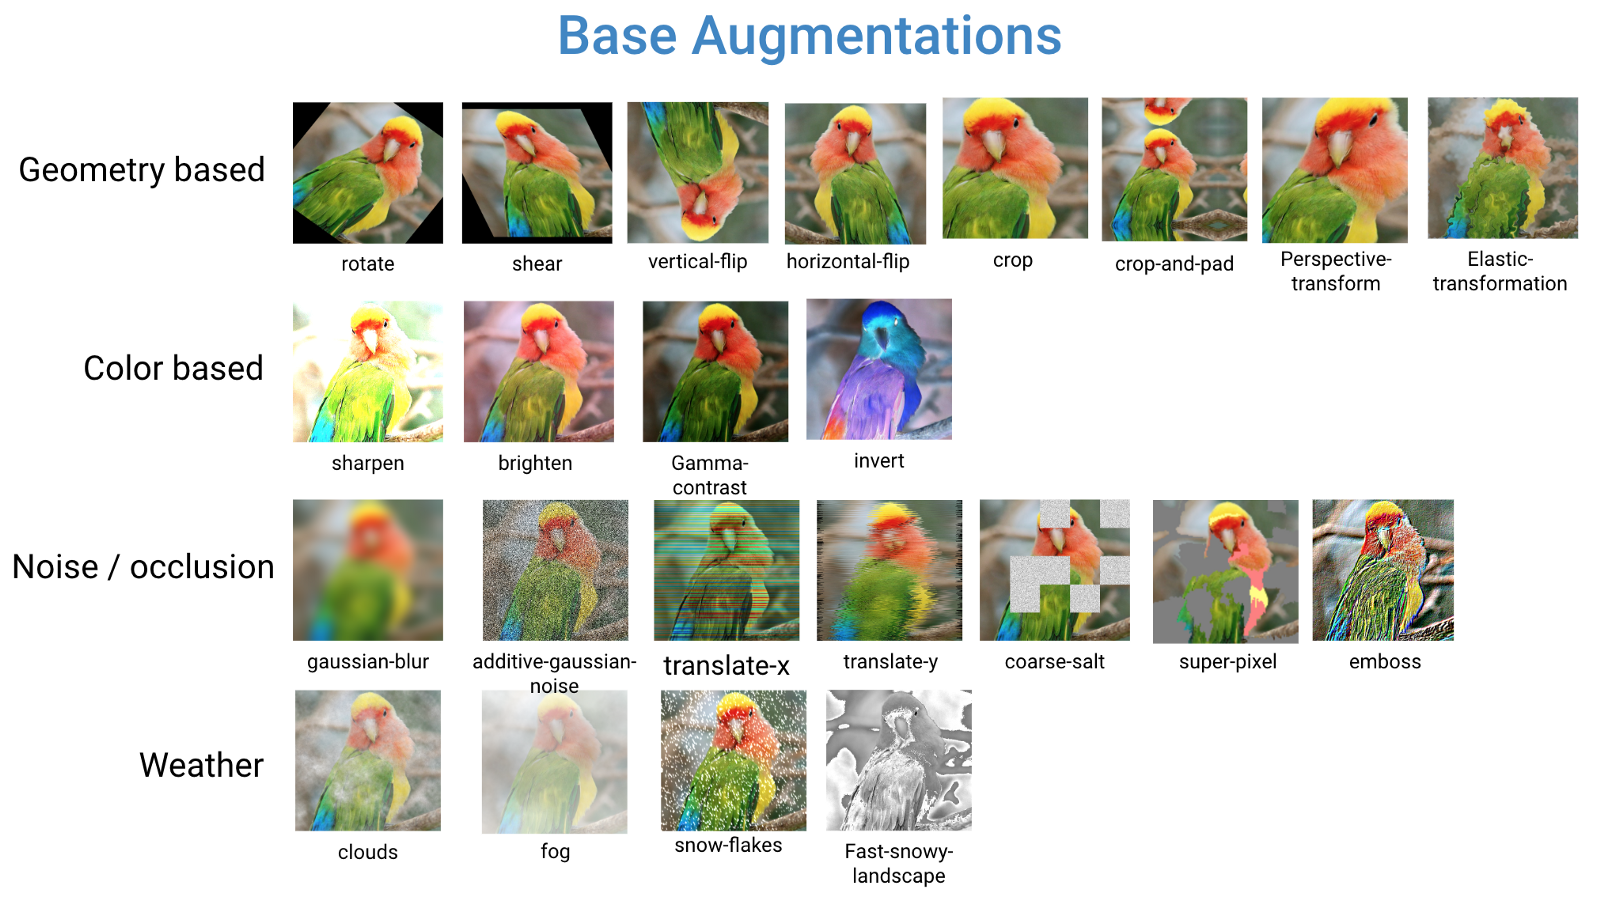 Base Augmentations
Geometry based
rotate
shear
vertical-flip
horizontal-flip
crop
crop-and-pad
Perspective-
transform
Elastic-
transformation
Color based
sharpen
brighten
Gamma-
contrast
invert
Noise / occlusion
gaussian-blur
additive-gaussian-
noise
translate-x
translate-y
coarse-salt
super-pixel
emboss
Weather
clouds
fog
snow-flakes
Fast-snowy-
landscape